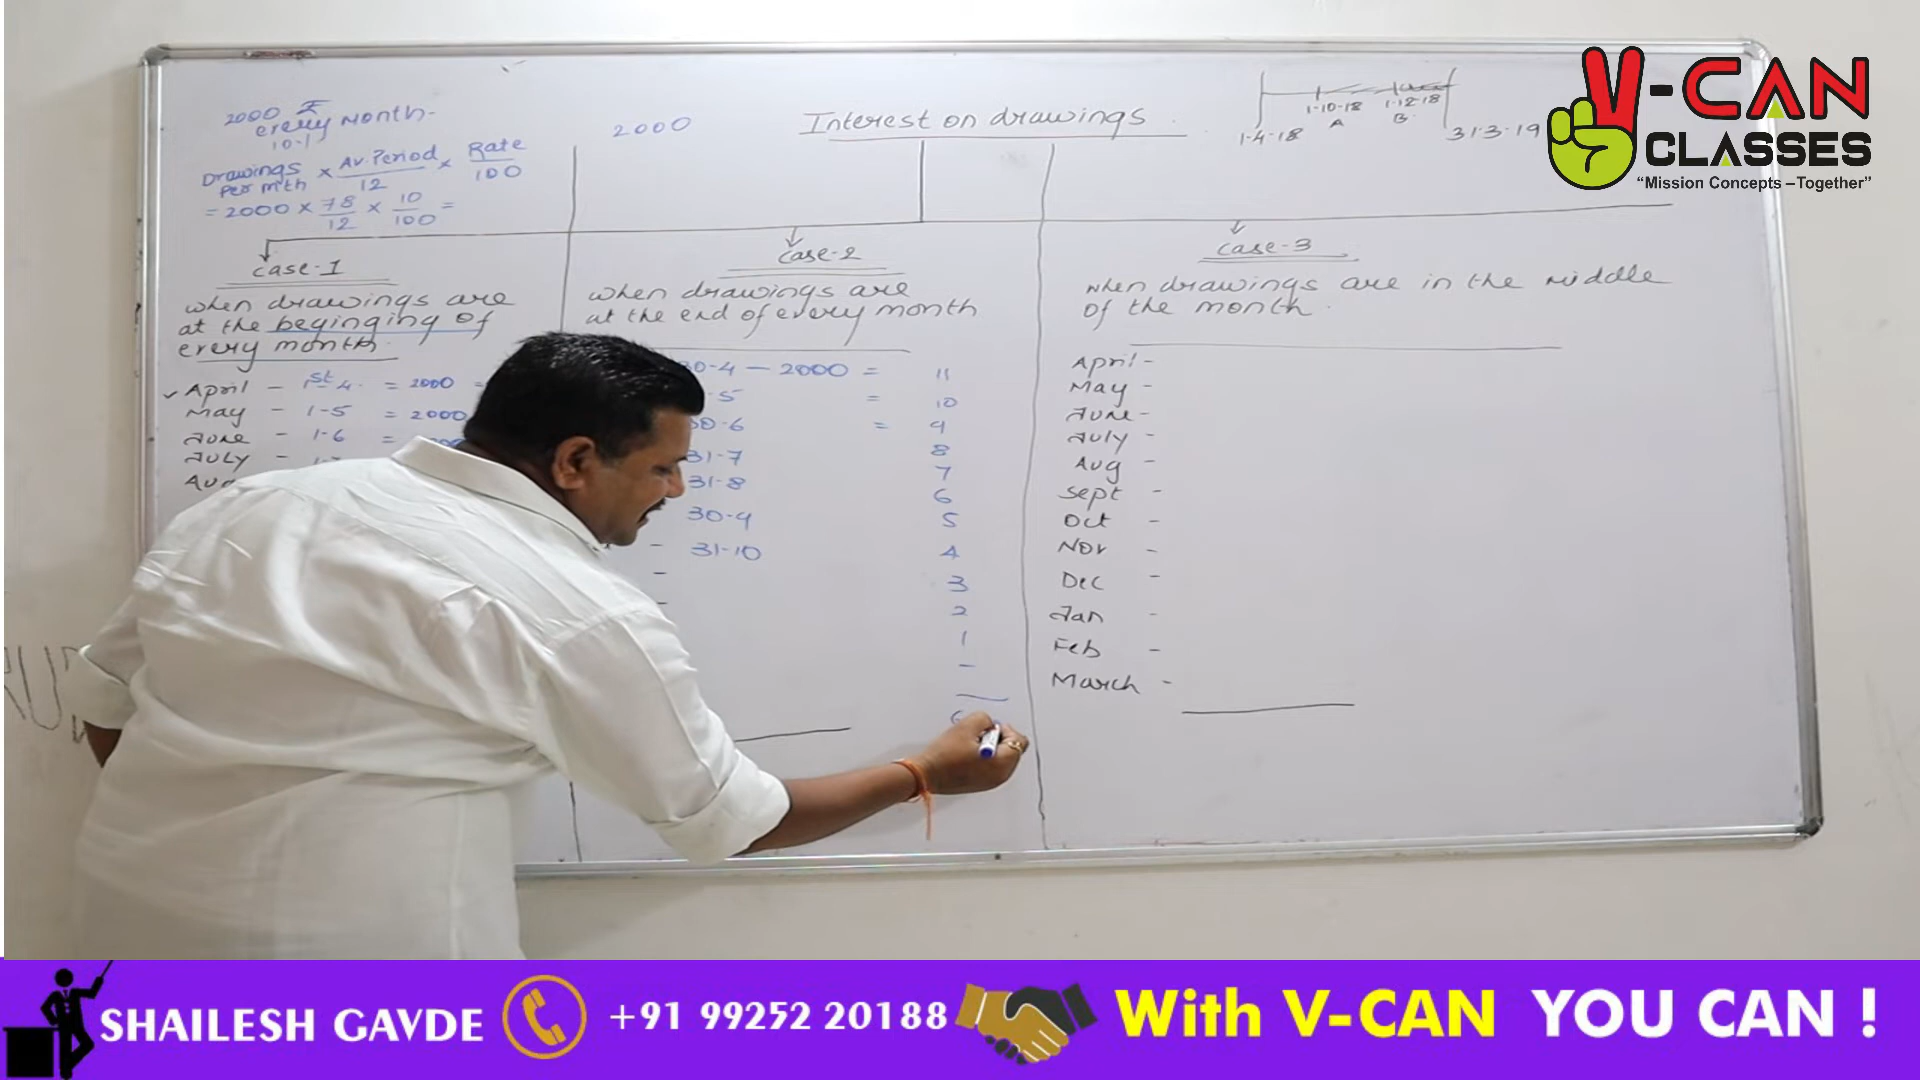 2000 ₹
every month-
10-1
Drawings per mth × Av. Period / 12 × Rate / 100
= 2000 × 78/12 × 10/100 =
2000
Interest on drawings
1-4-18
1-10-18
A
1-12-18
B
31-3-19
V-CAN
CLASSES
“Mission Concepts –Together”
Case-1
when drawings are
at the beginging of
every month.
April - 1st 4. = 2000
May - 1-5 = 2000
June - 1-6 =
July -
Case-2
when drawings are
at the end of every month
30-4 — 2000 = 11
5 = 10
30-6 = 9
31-7 8
31-8 7
30-9 6
- 31-10 5
4
3
2
1
-
Case-3
when drawings are in the middle
of the month.
April -
May -
June -
July -
Aug -
Sept -
Oct -
Nov -
Dec -
Jan -
Feb -
March -
SHAILESH GAVDE
+91 99252 20188
With V-CAN YOU CAN !